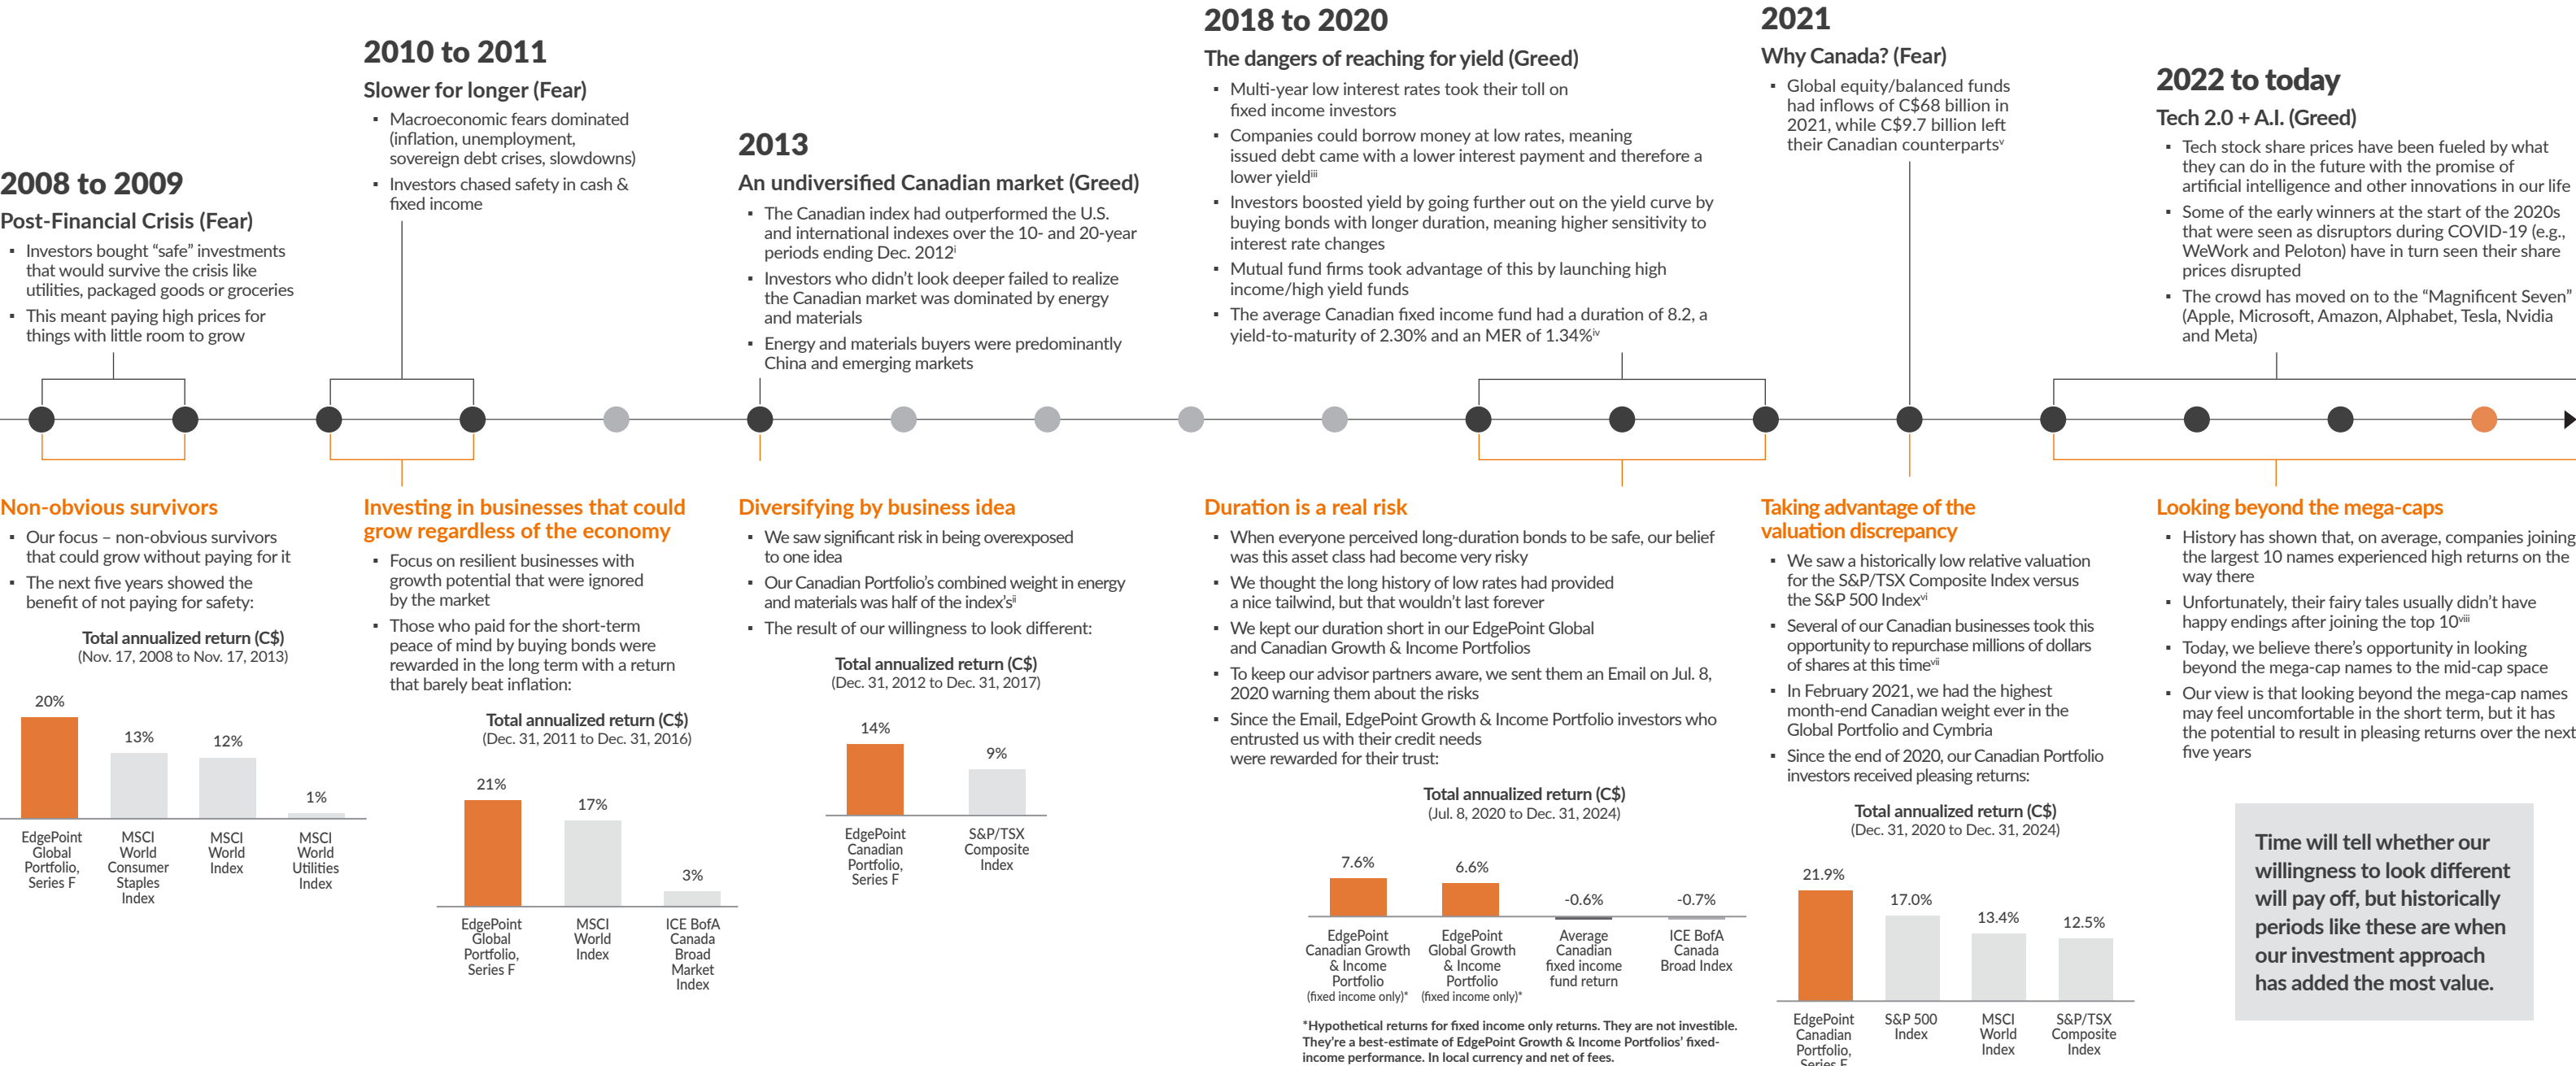 2008 to 2009
Post-Financial Crisis (Fear)
▪ Investors bought “safe” investments
that would survive the crisis like
utilities, packaged goods or groceries
▪ This meant paying high prices for
things with little room to grow
2010 to 2011
Slower for longer (Fear)
▪ Macroeconomic fears dominated
(inflation, unemployment,
sovereign debt crises, slowdowns)
▪ Investors chased safety in cash &
fixed income
2013
An undiversified Canadian market (Greed)
▪ The Canadian index had outperformed the U.S.
and international indexes over the 10- and 20-year
periods ending Dec. 2012ⁱ
▪ Investors who didn’t look deeper failed to realize
the Canadian market was dominated by energy
and materials
▪ Energy and materials buyers were predominantly
China and emerging markets
2018 to 2020
The dangers of reaching for yield (Greed)
▪ Multi-year low interest rates took their toll on
fixed income investors
▪ Companies could borrow money at low rates, meaning
issued debt came with a lower interest payment and therefore a
lower yieldⁱⁱⁱ
▪ Investors boosted yield by going further out on the yield curve by
buying bonds with longer duration, meaning higher sensitivity to
interest rate changes
▪ Mutual fund firms took advantage of this by launching high
income/high yield funds
▪ The average Canadian fixed income fund had a duration of 8.2, a
yield-to-maturity of 2.30% and an MER of 1.34%ⁱᵛ
2021
Why Canada? (Fear)
▪ Global equity/balanced funds
had inflows of C$68 billion in
2021, while C$9.7 billion left
their Canadian counterpartsᵛ
2022 to today
Tech 2.0 + A.I. (Greed)
▪ Tech stock share prices have been fueled by what
they can do in the future with the promise of
artificial intelligence and other innovations in our life
▪ Some of the early winners at the start of the 2020s
that were seen as disruptors during COVID-19 (e.g.,
WeWork and Peloton) have in turn seen their share
prices disrupted
▪ The crowd has moved on to the “Magnificent Seven”
(Apple, Microsoft, Amazon, Alphabet, Tesla, Nvidia
and Meta)
Non-obvious survivors
▪ Our focus – non-obvious survivors
that could grow without paying for it
▪ The next five years showed the
benefit of not paying for safety:
Total annualized return (C$)
(Nov. 17, 2008 to Nov. 17, 2013)
20%
13%
12%
1%
EdgePoint
Global
Portfolio,
Series F
MSCI
World
Consumer
Staples
Index
MSCI
World
Index
MSCI
World
Utilities
Index
Investing in businesses that could
grow regardless of the economy
▪ Focus on resilient businesses with
growth potential that were ignored
by the market
▪ Those who paid for the short-term
peace of mind by buying bonds were
rewarded in the long term with a return
that barely beat inflation:
Total annualized return (C$)
(Dec. 31, 2011 to Dec. 31, 2016)
21%
17%
3%
EdgePoint
Global
Portfolio,
Series F
MSCI
World
Index
ICE BofA
Canada
Broad
Market
Index
Diversifying by business idea
▪ We saw significant risk in being overexposed
to one idea
▪ Our Canadian Portfolio’s combined weight in energy
and materials was half of the index’sⁱⁱ
▪ The result of our willingness to look different:
Total annualized return (C$)
(Dec. 31, 2012 to Dec. 31, 2017)
14%
9%
EdgePoint
Canadian
Portfolio,
Series F
S&P/TSX
Composite
Index
Duration is a real risk
▪ When everyone perceived long-duration bonds to be safe, our belief
was this asset class had become very risky
▪ We thought the long history of low rates had provided
a nice tailwind, but that wouldn’t last forever
▪ We kept our duration short in our EdgePoint Global
and Canadian Growth & Income Portfolios
▪ To keep our advisor partners aware, we sent them an Email on Jul. 8,
2020 warning them about the risks
▪ Since the Email, EdgePoint Growth & Income Portfolio investors who
entrusted us with their credit needs
were rewarded for their trust:
Total annualized return (C$)
(Jul. 8, 2020 to Dec. 31, 2024)
7.6%
6.6%
-0.6%
-0.7%
EdgePoint
Canadian Growth
& Income
Portfolio
(fixed income only)*
EdgePoint
Global Growth
& Income
Portfolio
(fixed income only)*
Average
Canadian
fixed income
fund return
ICE BofA
Canada
Broad Index
*Hypothetical returns for fixed income only returns. They are not investible.
They’re a best-estimate of EdgePoint Growth & Income Portfolios’ fixed-
income performance. In local currency and net of fees.
Taking advantage of the
valuation discrepancy
▪ We saw a historically low relative valuation
for the S&P/TSX Composite Index versus
the S&P 500 Indexᵛⁱ
▪ Several of our Canadian businesses took this
opportunity to repurchase millions of dollars
of shares at this timeᵛⁱⁱ
▪ In February 2021, we had the highest
month-end Canadian weight ever in the
Global Portfolio and Cymbria
▪ Since the end of 2020, our Canadian Portfolio
investors received pleasing returns:
Total annualized return (C$)
(Dec. 31, 2020 to Dec. 31, 2024)
21.9%
17.0%
13.4%
12.5%
EdgePoint
Canadian
Portfolio,
Series F
S&P 500
Index
MSCI
World
Index
S&P/TSX
Composite
Index
Looking beyond the mega-caps
▪ History has shown that, on average, companies joining
the largest 10 names experienced high returns on the
way there
▪ Unfortunately, their fairy tales usually didn’t have
happy endings after joining the top 10ᵛⁱⁱⁱ
▪ Today, we believe there’s opportunity in looking
beyond the mega-cap names to the mid-cap space
▪ Our view is that looking beyond the mega-cap names
may feel uncomfortable in the short term, but it has
the potential to result in pleasing returns over the next
five years
Time will tell whether our
willingness to look different
will pay off, but historically
periods like these are when
our investment approach
has added the most value.